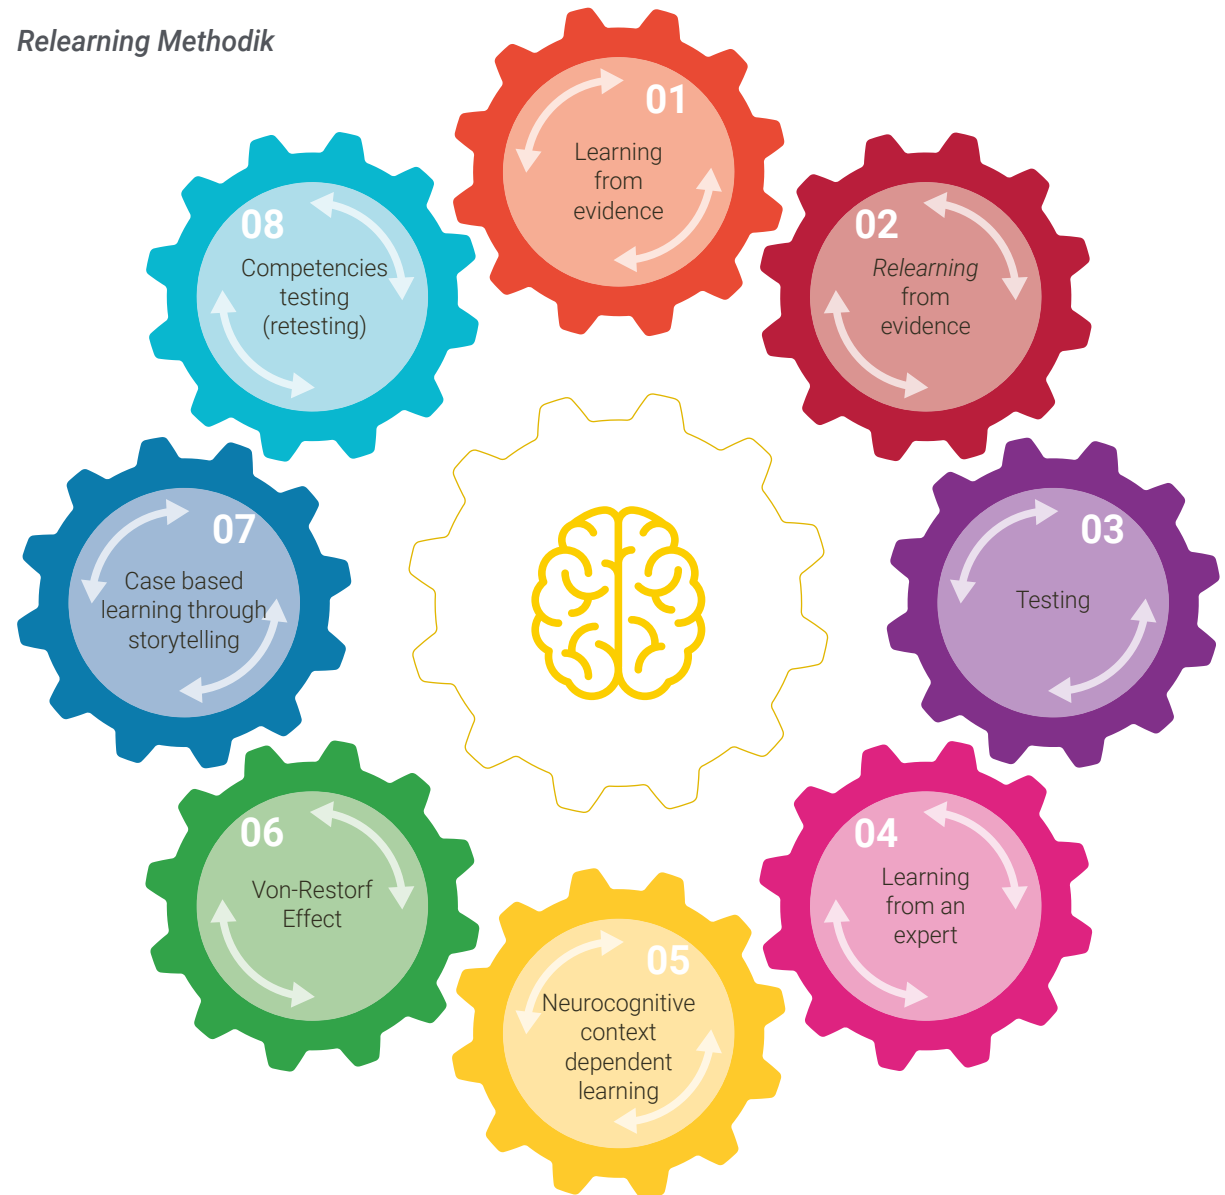 Relearning Methodik
01
Learning
from
evidence
02
Relearning
from
evidence
03
Testing
04
Learning
from an
expert
05
Neurocognitive
context
dependent
learning
06
Von-Restorf
Effect
07
Case based
learning through
storytelling
08
Competencies
testing
(retesting)